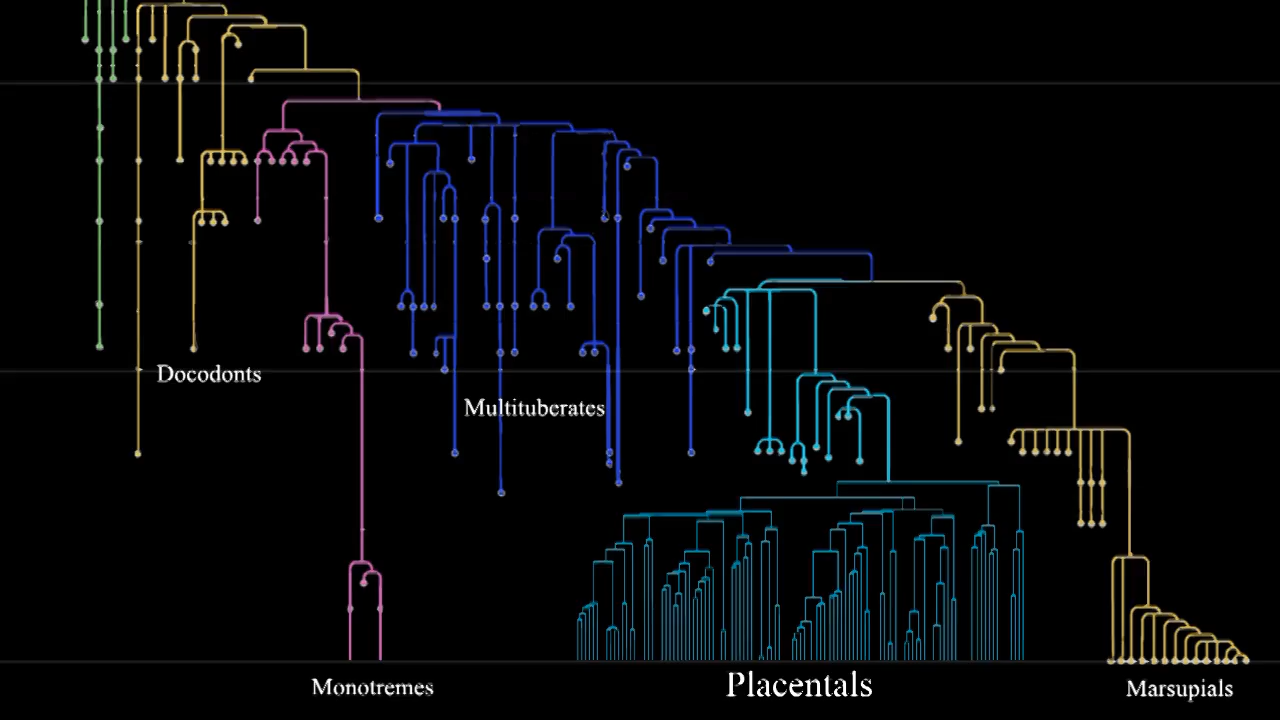 Docodonts
Multituberates
Monotremes
Placentals
Marsupials